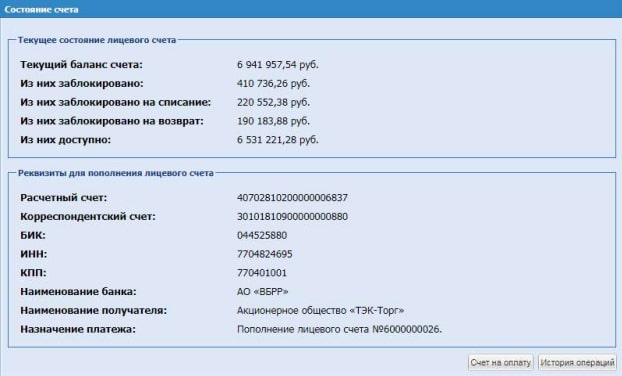 Состояние счета
Текущее состояние лицевого счета
Текущий баланс счета: 6 941 957,54 руб.
Из них заблокировано: 410 736,26 руб.
Из них заблокировано на списание: 220 552,38 руб.
Из них заблокировано на возврат: 190 183,88 руб.
Из них доступно: 6 531 221,28 руб.
Реквизиты для пополнения лицевого счета
Расчетный счет: 40702810200000006837
Корреспондентский счет: 30101810900000000880
БИК: 044525880
ИНН: 7704824695
КПП: 770401001
Наименование банка: АО «ВБРР»
Наименование получателя: Акционерное общество «ТЭК-Торг»
Назначение платежа: Пополнение лицевого счета №6000000026.
Счет на оплату История операций